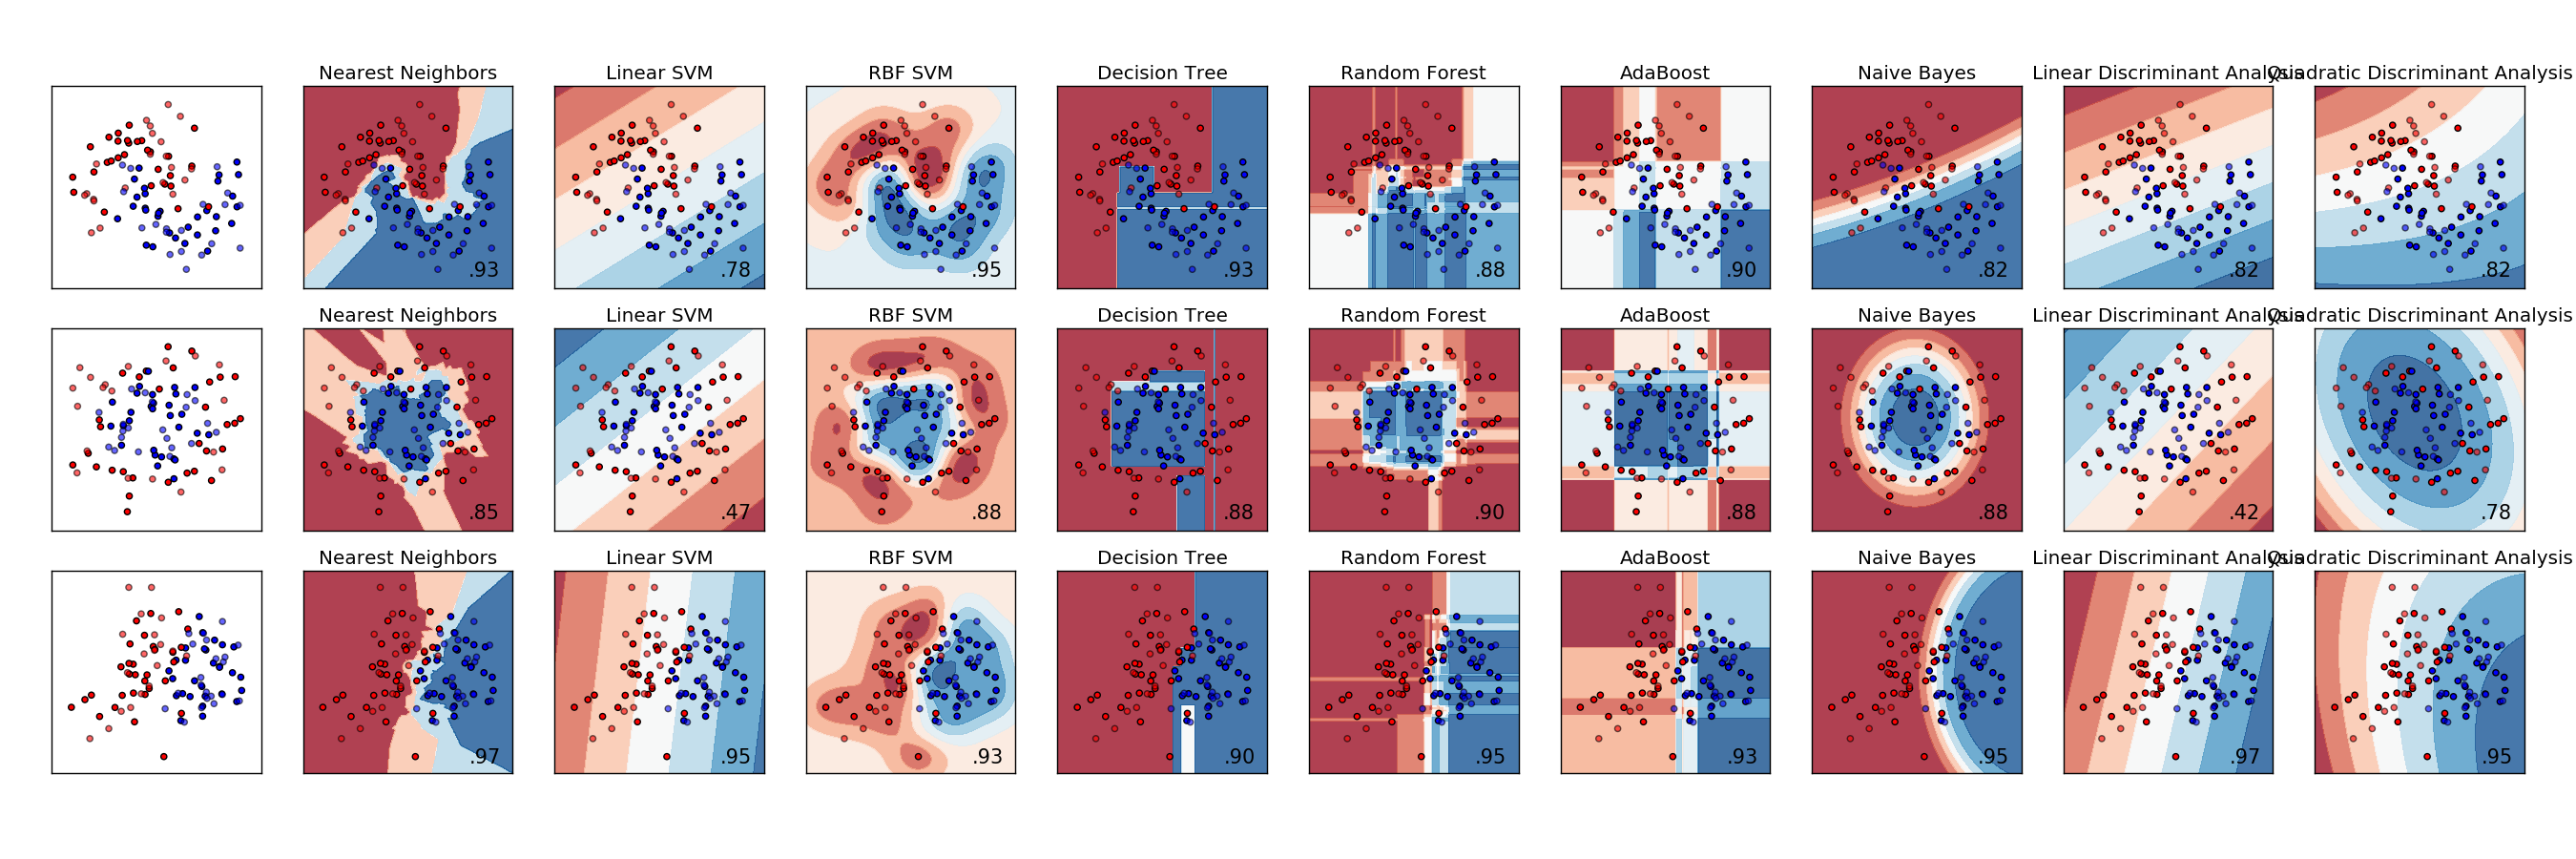 Nearest Neighbors Linear SVM RBF SVM Decision Tree Random Forest AdaBoost Naive Bayes Linear Discriminant Analysis Quadratic Discriminant Analysis
.93 .78 .95 .93 .88 .90 .82 .82 .82
Nearest Neighbors Linear SVM RBF SVM Decision Tree Random Forest AdaBoost Naive Bayes Linear Discriminant Analysis Quadratic Discriminant Analysis
.85 .47 .88 .88 .90 .88 .88 .42 .78
Nearest Neighbors Linear SVM RBF SVM Decision Tree Random Forest AdaBoost Naive Bayes Linear Discriminant Analysis Quadratic Discriminant Analysis
.97 .95 .93 .90 .95 .93 .95 .97 .95